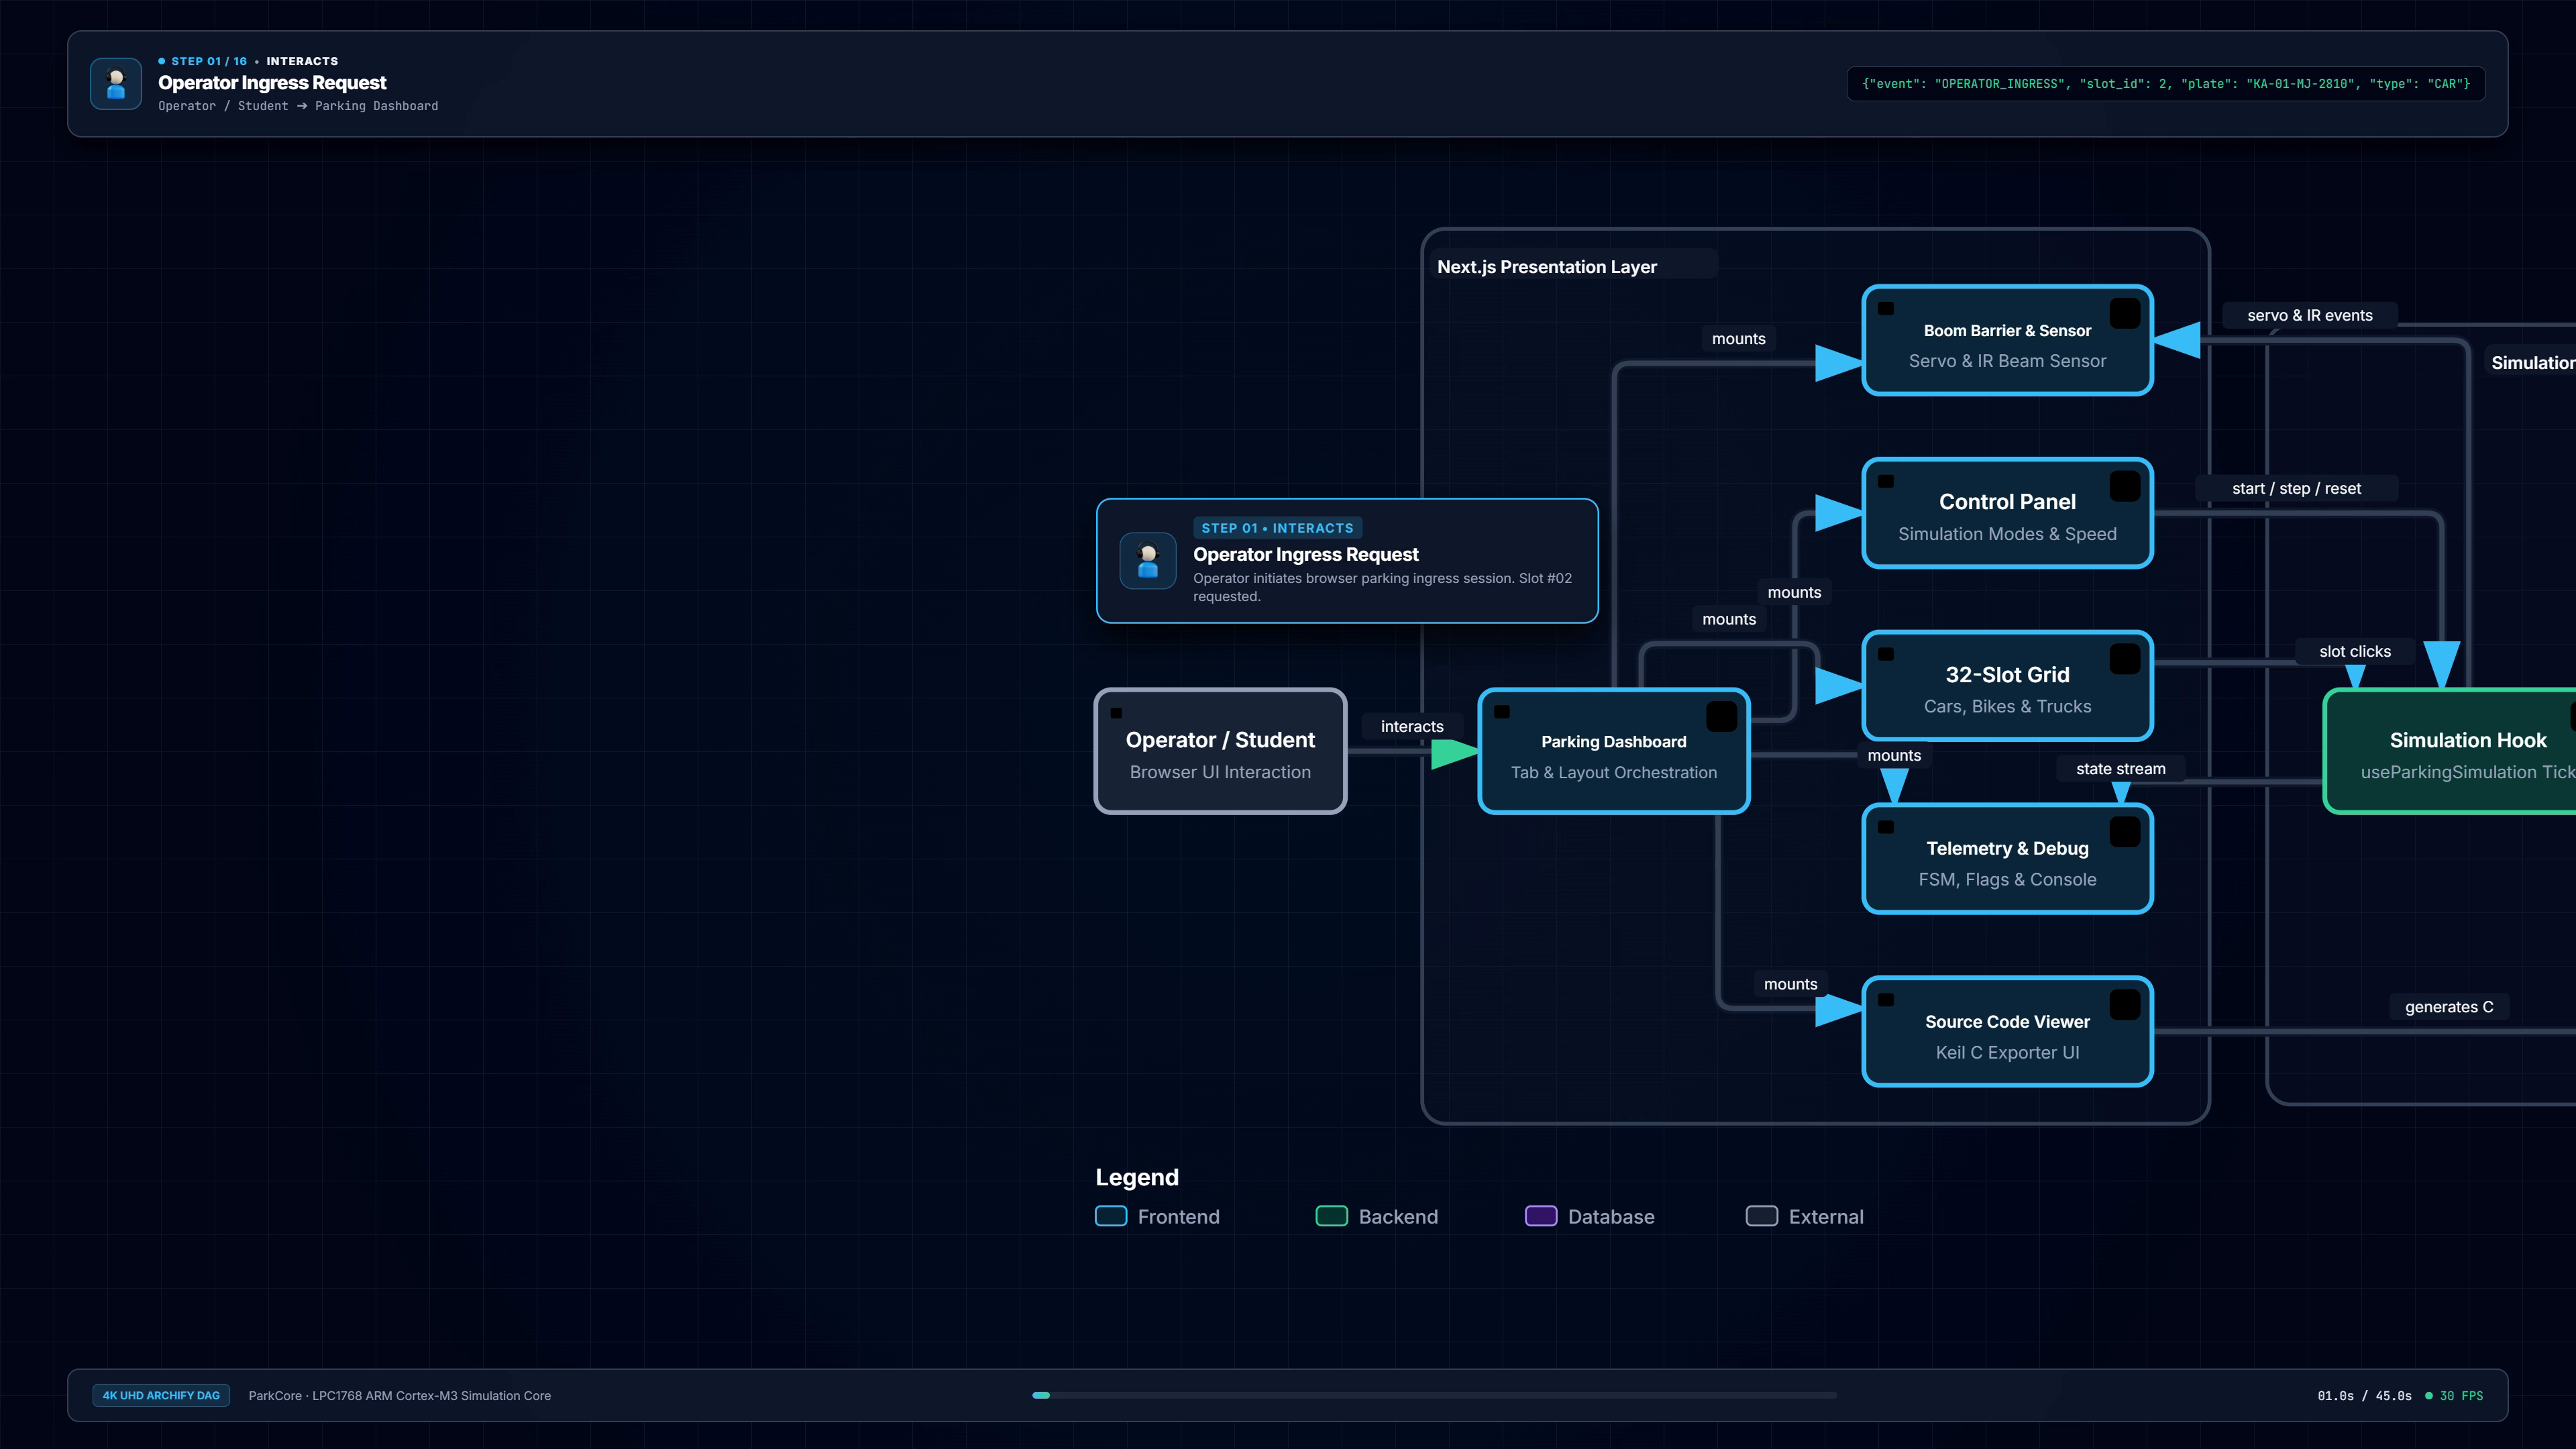 STEP 01 / 16 • INTERACTS
Operator Ingress Request
Operator / Student → Parking Dashboard
{"event": "OPERATOR_INGRESS", "slot_id": 2, "plate": "KA-01-MJ-2810", "type": "CAR"}
Next.js Presentation Layer
mounts
Boom Barrier & Sensor
Servo & IR Beam Sensor
servo & IR events
Simulation
STEP 01 • INTERACTS
Operator Ingress Request
Operator initiates browser parking ingress session. Slot #02
requested.
Control Panel
Simulation Modes & Speed
start / step / reset
mounts
mounts
32-Slot Grid
Cars, Bikes & Trucks
slot clicks
Operator / Student
Browser UI Interaction
interacts
Parking Dashboard
Tab & Layout Orchestration
mounts
state stream
Simulation Hook
useParkingSimulation Tick
Telemetry & Debug
FSM, Flags & Console
mounts
Source Code Viewer
Keil C Exporter UI
generates C
Legend
Frontend
Backend
Database
External
4K UHD ARCHIFY DAG
ParkCore · LPC1768 ARM Cortex-M3 Simulation Core
01.0s / 45.0s
30 FPS